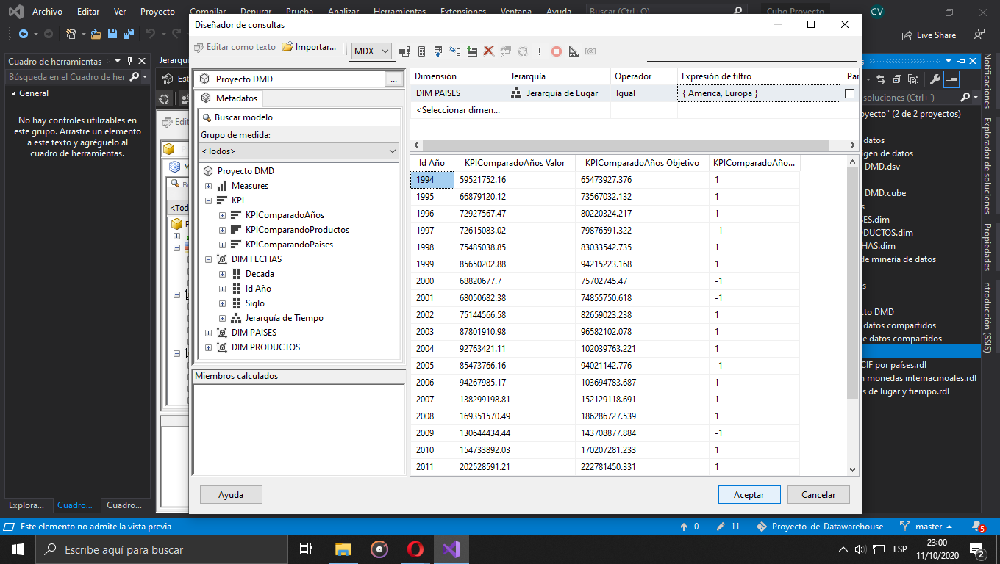 Archivo Editar Ver Proyecto Compilar Depurar Prueba Analizar Herramientas Extensiones Ventana Ayuda Buscar (Ctrl+Q) Cubo Proyecto CV
Live Share
Diseñador de consultas
Editar como texto Importar... MDX
Cuadro de herramientas
Búsqueda en el Cuadro de her
General
No hay controles utilizables en
este grupo. Arrastre un elemento
a este texto y agréguelo al
cuadro de herramientas.
Explora... Cuadro... Cuadro...
Proyecto DMD ...
Metadatos
Buscar modelo
Grupo de medida:
<Todos>
Proyecto DMD
Measures
KPI
KPIComparadoAños
KPIComparandoProductos
KPIComparandoPaises
DIM FECHAS
Decada
Id Año
Siglo
Jerarquía de Tiempo
DIM PAISES
DIM PRODUCTOS
Miembros calculados
Dimensión Jerarquía Operador Expresión de filtro Par
DIM PAISES Jerarquía de Lugar Igual { America, Europa }
<Seleccionar dimen...
Id Año KPIComparadoAños Valor KPIComparadoAños Objetivo KPIComparadoAño...
1994 59521752.16 65473927.376 1
1995 66879120.12 73567032.132 1
1996 72927567.47 80220324.217 1
1997 72615083.02 79876591.322 -1
1998 75485038.85 83033542.735 1
1999 85650202.88 94215223.168 1
2000 68820677.7 75702745.47 -1
2001 68050682.38 74855750.618 -1
2002 75144566.58 82659023.238 1
2003 87801910.98 96582102.078 1
2004 92763421.11 102039763.221 1
2005 85473766.16 94021142.776 -1
2006 94267985.17 103694783.687 1
2007 138299198.81 152129118.691 1
2008 169351570.49 186286727.539 1
2009 130644434.44 143708877.884 -1
2010 154733892.03 170207281.233 1
2011 202528591.21 222781450.331 1
Ayuda Aceptar Cancelar
soluciones (Ctrl+´)
oyecto" (2 de 2 proyectos)
datos
gen de datos
DMD.dsv
DMD.cube
SES.dim
DUCTOS.dim
HAS.dim
de minería de datos
cto DMD
datos compartidos
e datos compartidos
CIF por países.rdl
n monedas internacinoales.rdl
s de lugar y tiempo.rdl
Notificaciones
Explorador de soluciones
Propiedades
Introducción (SSIS)
Este elemento no admite la vista previa 0 11 Proyecto-de-Datawarehouse master 5
Escribe aquí para buscar ESP 23:00
11/10/2020 2